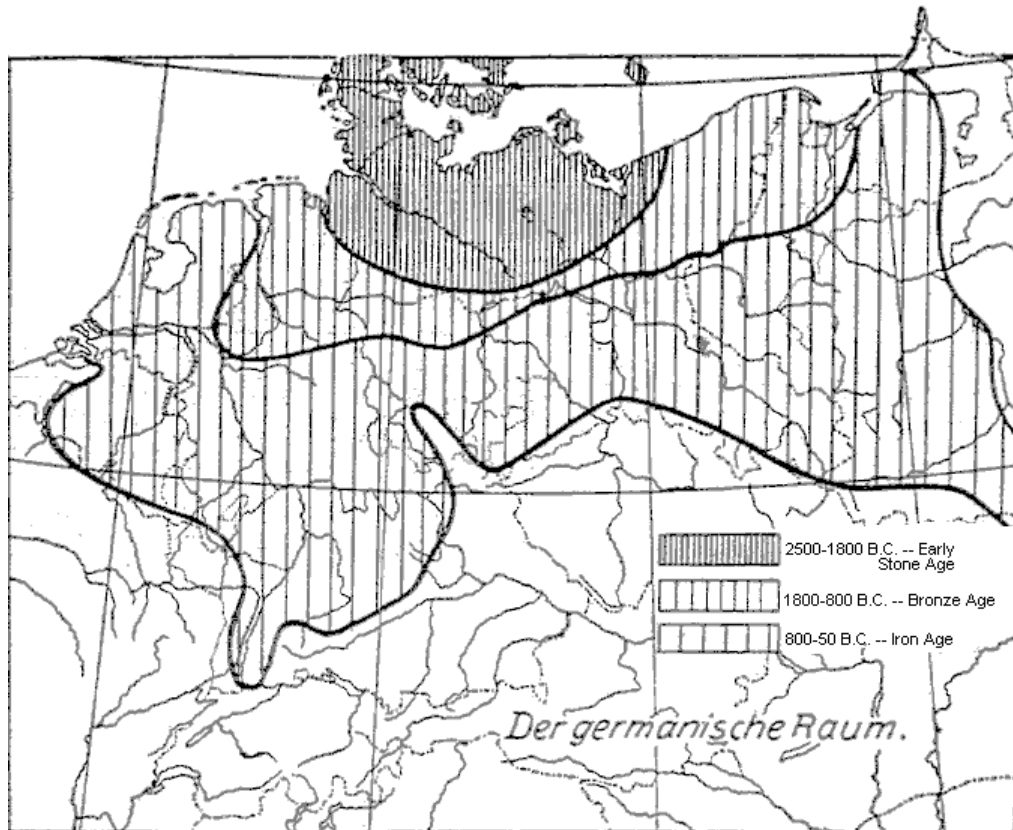 2500-1800 B.C. -- Early
Stone Age
1800-800 B.C. -- Bronze Age
800-50 B.C. -- Iron Age
Der germanische Raum.